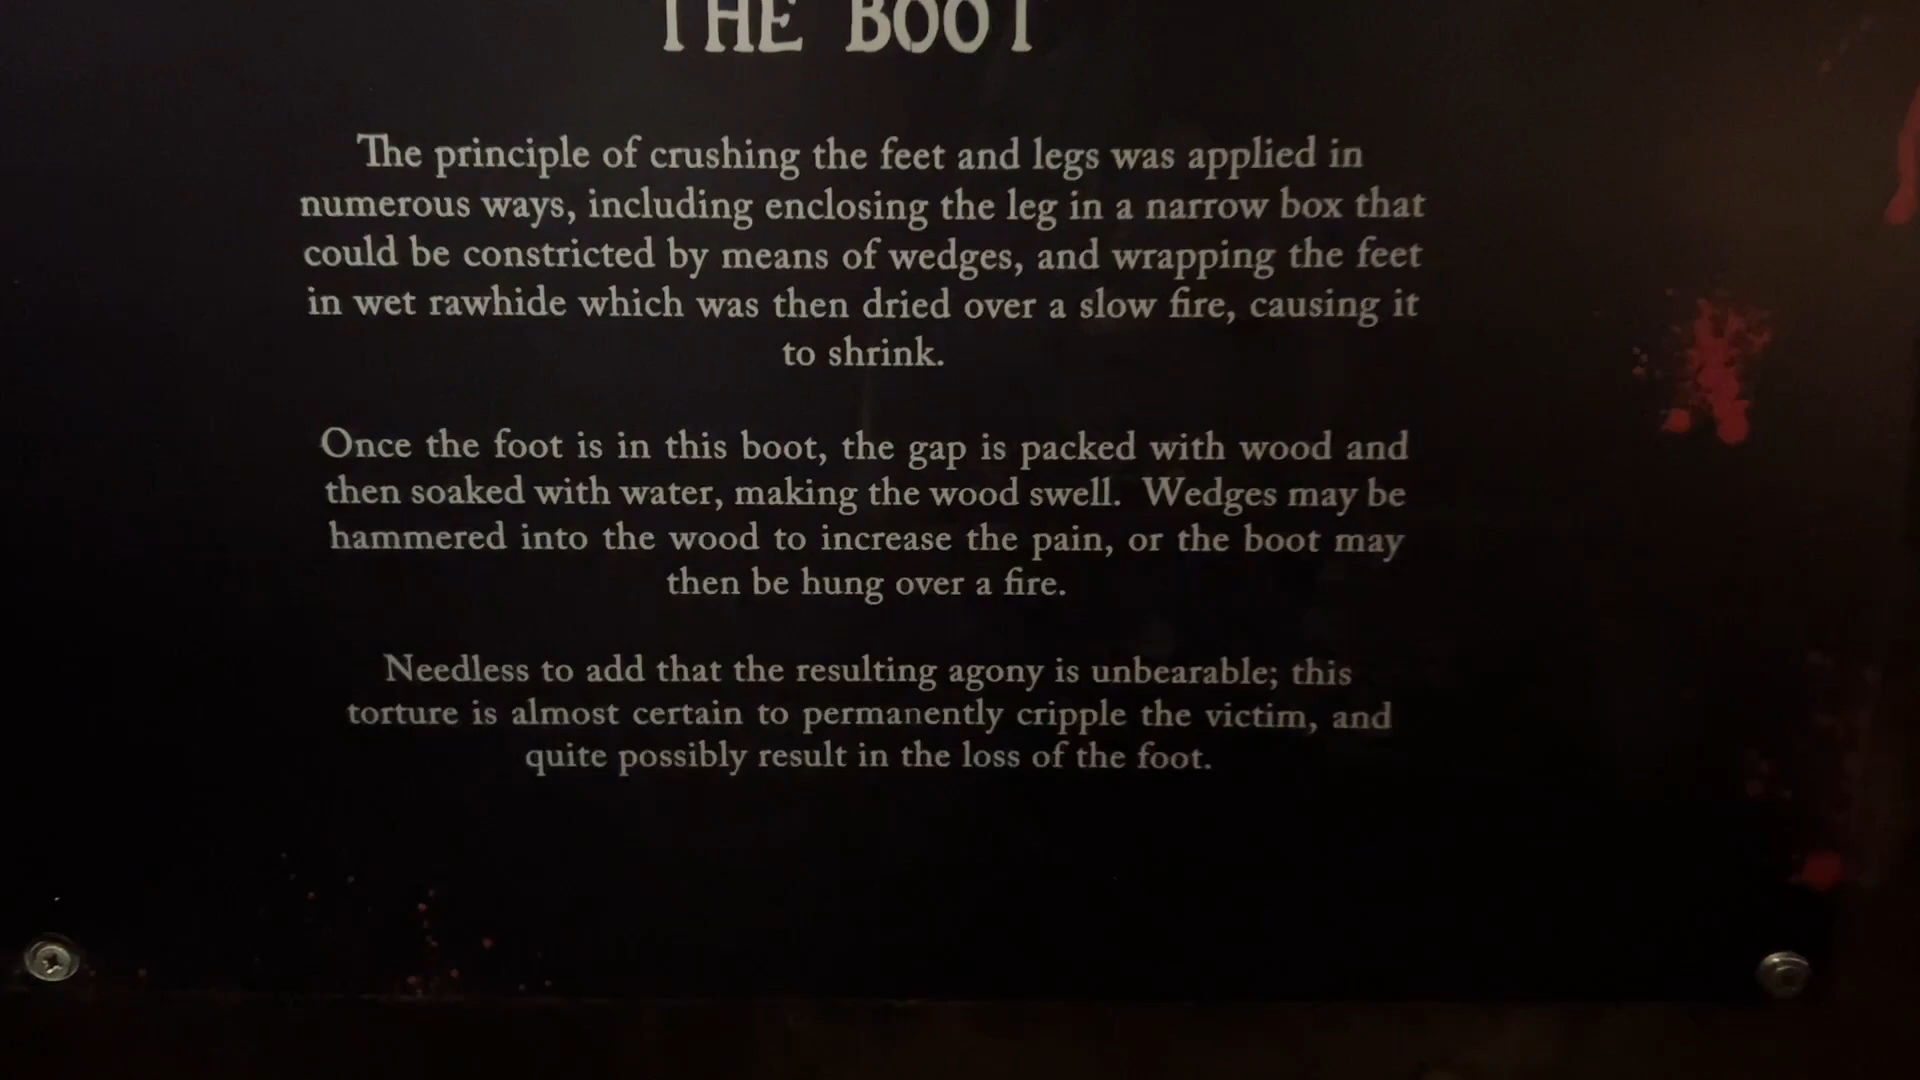 THE BOOT
The principle of crushing the feet and legs was applied in
numerous ways, including enclosing the leg in a narrow box that
could be constricted by means of wedges, and wrapping the feet
in wet rawhide which was then dried over a slow fire, causing it
to shrink.
Once the foot is in this boot, the gap is packed with wood and
then soaked with water, making the wood swell.  Wedges may be
hammered into the wood to increase the pain, or the boot may
then be hung over a fire.
Needless to add that the resulting agony is unbearable; this
torture is almost certain to permanently cripple the victim, and
quite possibly result in the loss of the foot.